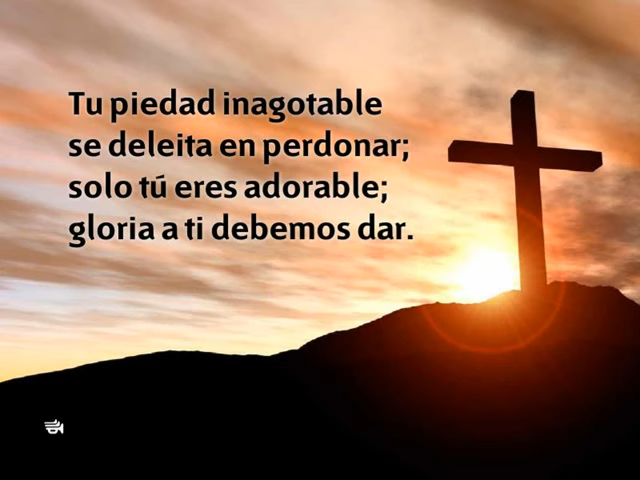 Tu piedad inagotable
se deleita en perdonar;
solo tú eres adorable;
gloria a ti debemos dar.